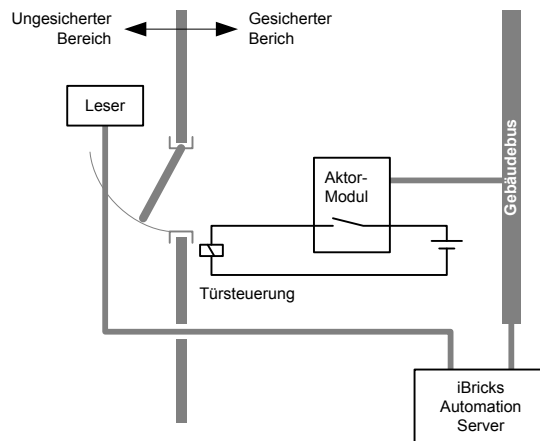 Ungesicherter
Bereich
Gesicherter
Berich
Leser
Aktor-
Modul
Gebäudebus
Türsteuerung
iBricks
Automation
Server